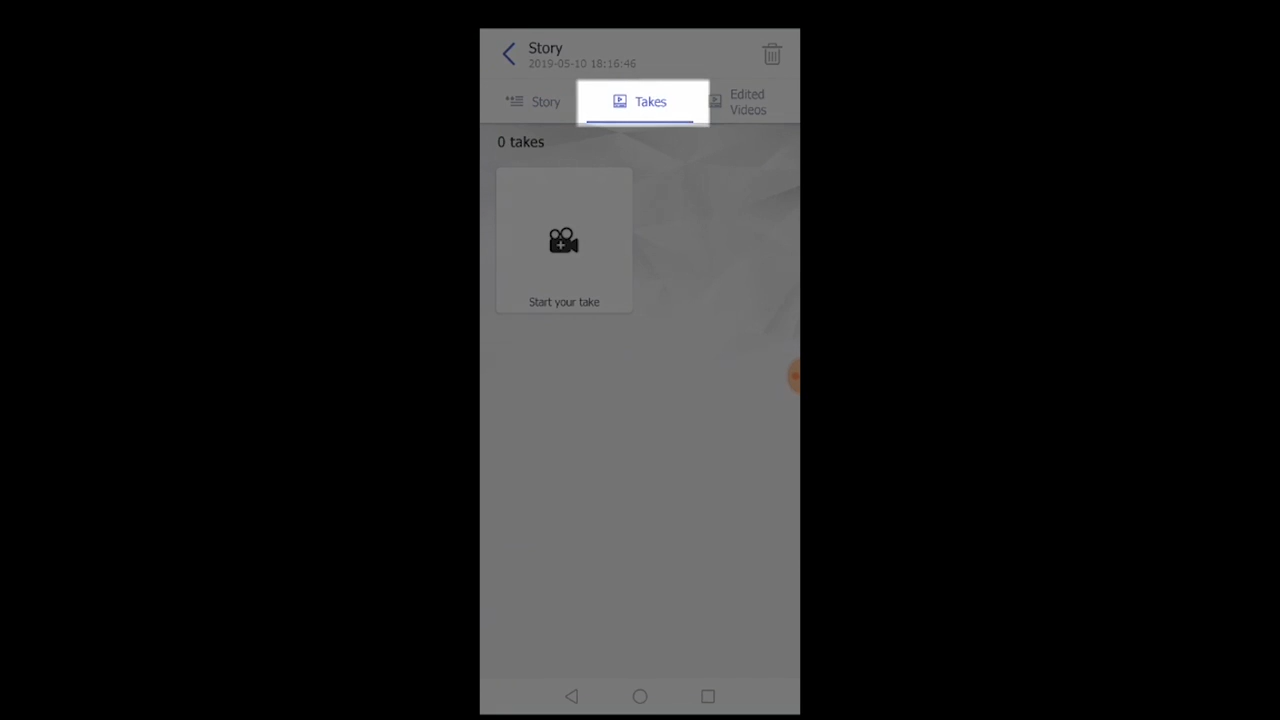 Story
2019-05-10 18:16:46
Story
Takes
Edited
Videos
0 takes
Start your take